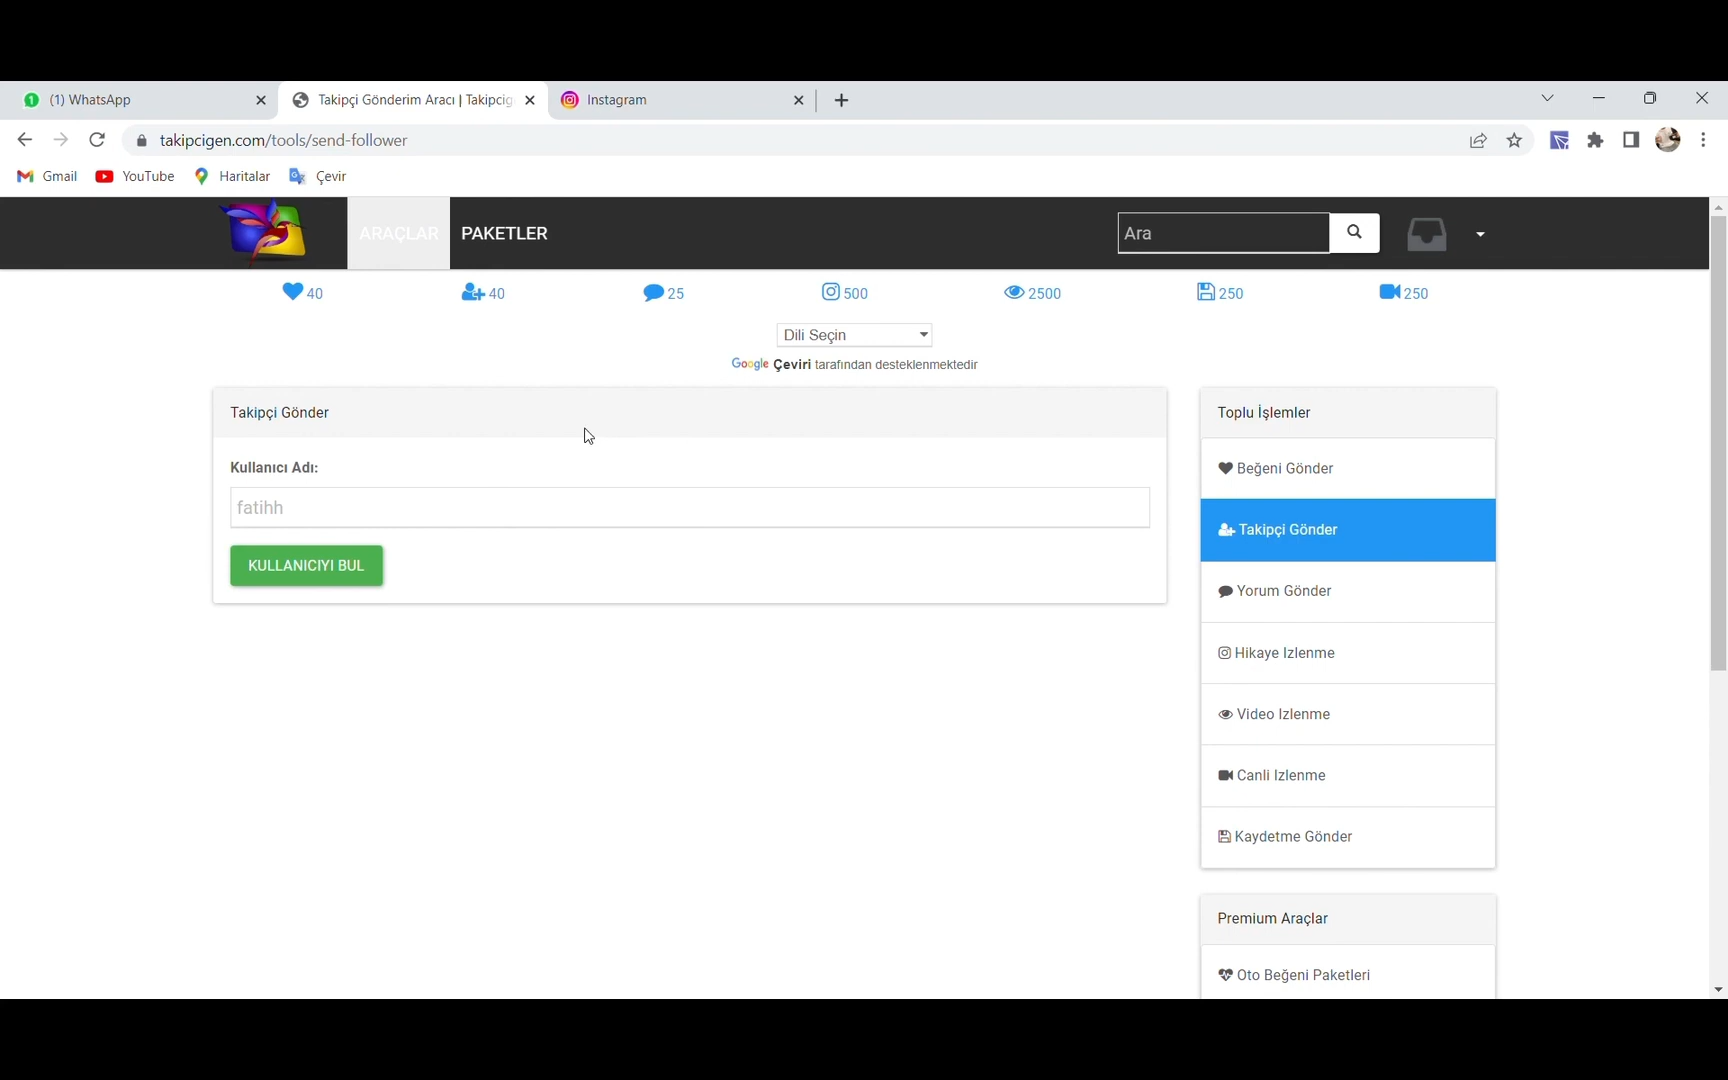 (1) WhatsApp
Takipçi Gönderim Aracı | Takipcig
Instagram
takipcigen.com/tools/send-follower
Gmail YouTube Haritalar Çevir
ARAÇLAR PAKETLER Ara
40 40 25 500 2500 250 250
Dili Seçin
Google Çeviri tarafından desteklenmektedir
Takipçi Gönder
Kullanıcı Adı:
fatihh
KULLANICIYI BUL
Toplu İşlemler
Beğeni Gönder
Takipçi Gönder
Yorum Gönder
Hikaye Izlenme
Video Izlenme
Canli Izlenme
Kaydetme Gönder
Premium Araçlar
Oto Beğeni Paketleri